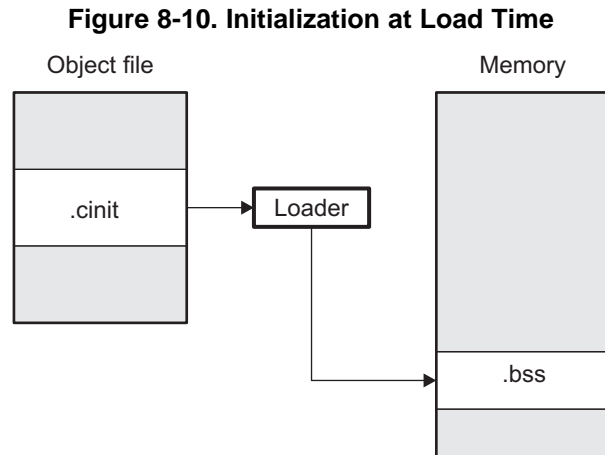 Figure 8-10. Initialization at Load Time
Object file
Memory
.cinit
Loader
.bss